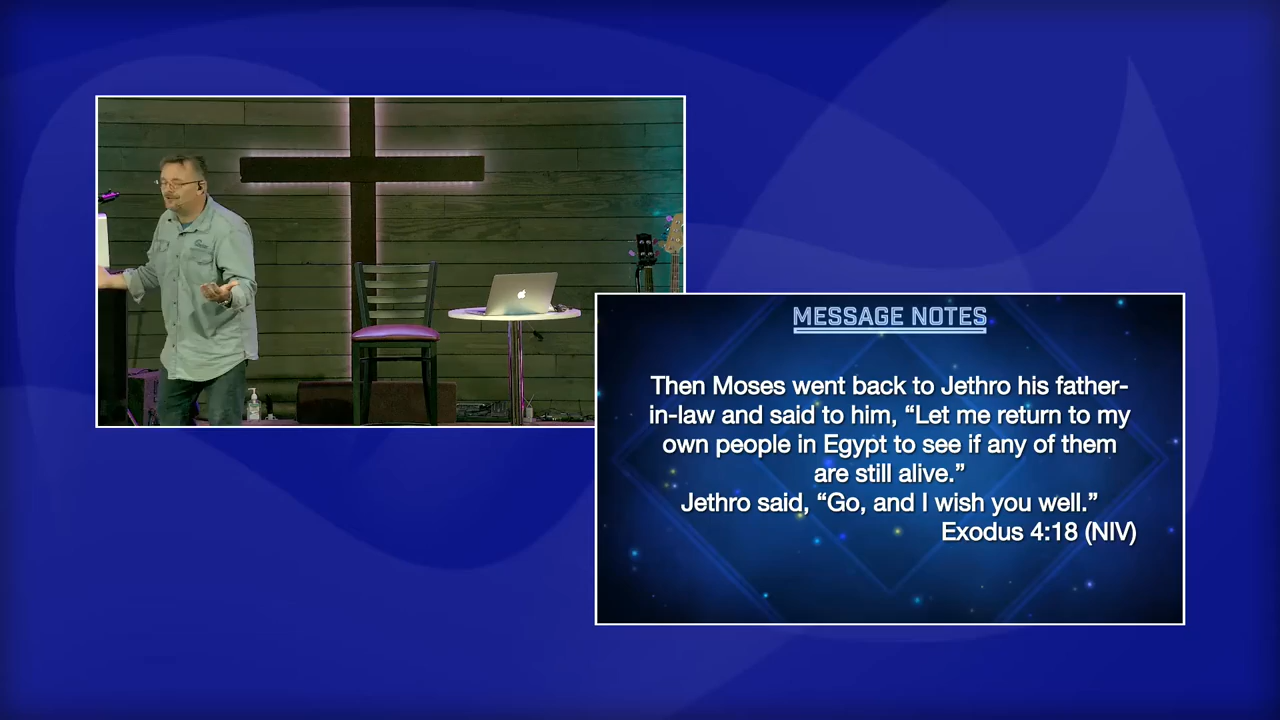 MESSAGE NOTES
Then Moses went back to Jethro his father-
in-law and said to him, “Let me return to my
own people in Egypt to see if any of them
are still alive.”
Jethro said, “Go, and I wish you well.”
Exodus 4:18 (NIV)